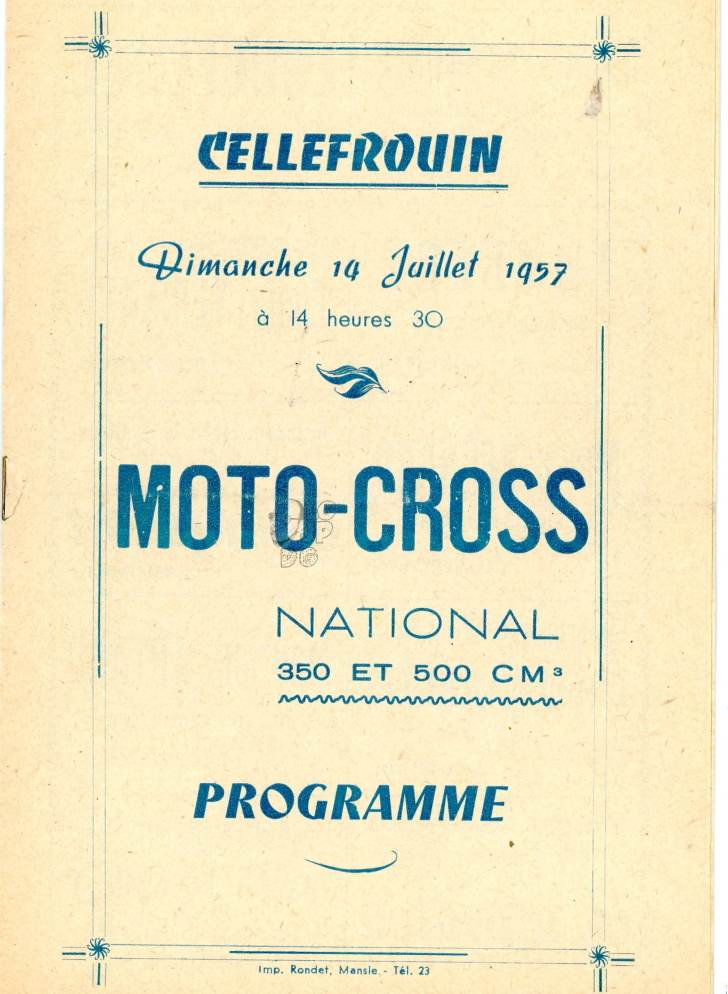 CELLEFROUIN
Dimanche 14 Juillet 1957
à 14 heures 30
MOTO-CROSS
NATIONAL
350 ET 500 CM³
PROGRAMME
Imp. Rondet, Mansle - Tél. 23